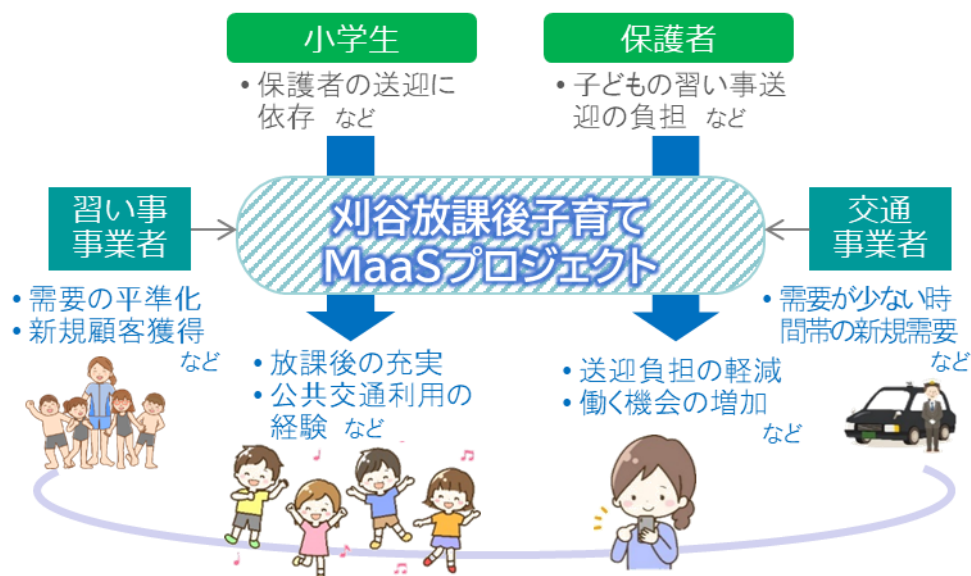 小学生
• 保護者の送迎に
依存 など
保護者
• 子どもの習い事送
迎の負担 など
習い事
事業者
刈谷放課後子育て
MaaSプロジェクト
交通
事業者
• 需要の平準化
• 新規顧客獲得
など
• 放課後の充実
• 公共交通利用の
経験 など
• 送迎負担の軽減
• 働く機会の増加
など
• 需要が少ない時
間帯の新規需要
など